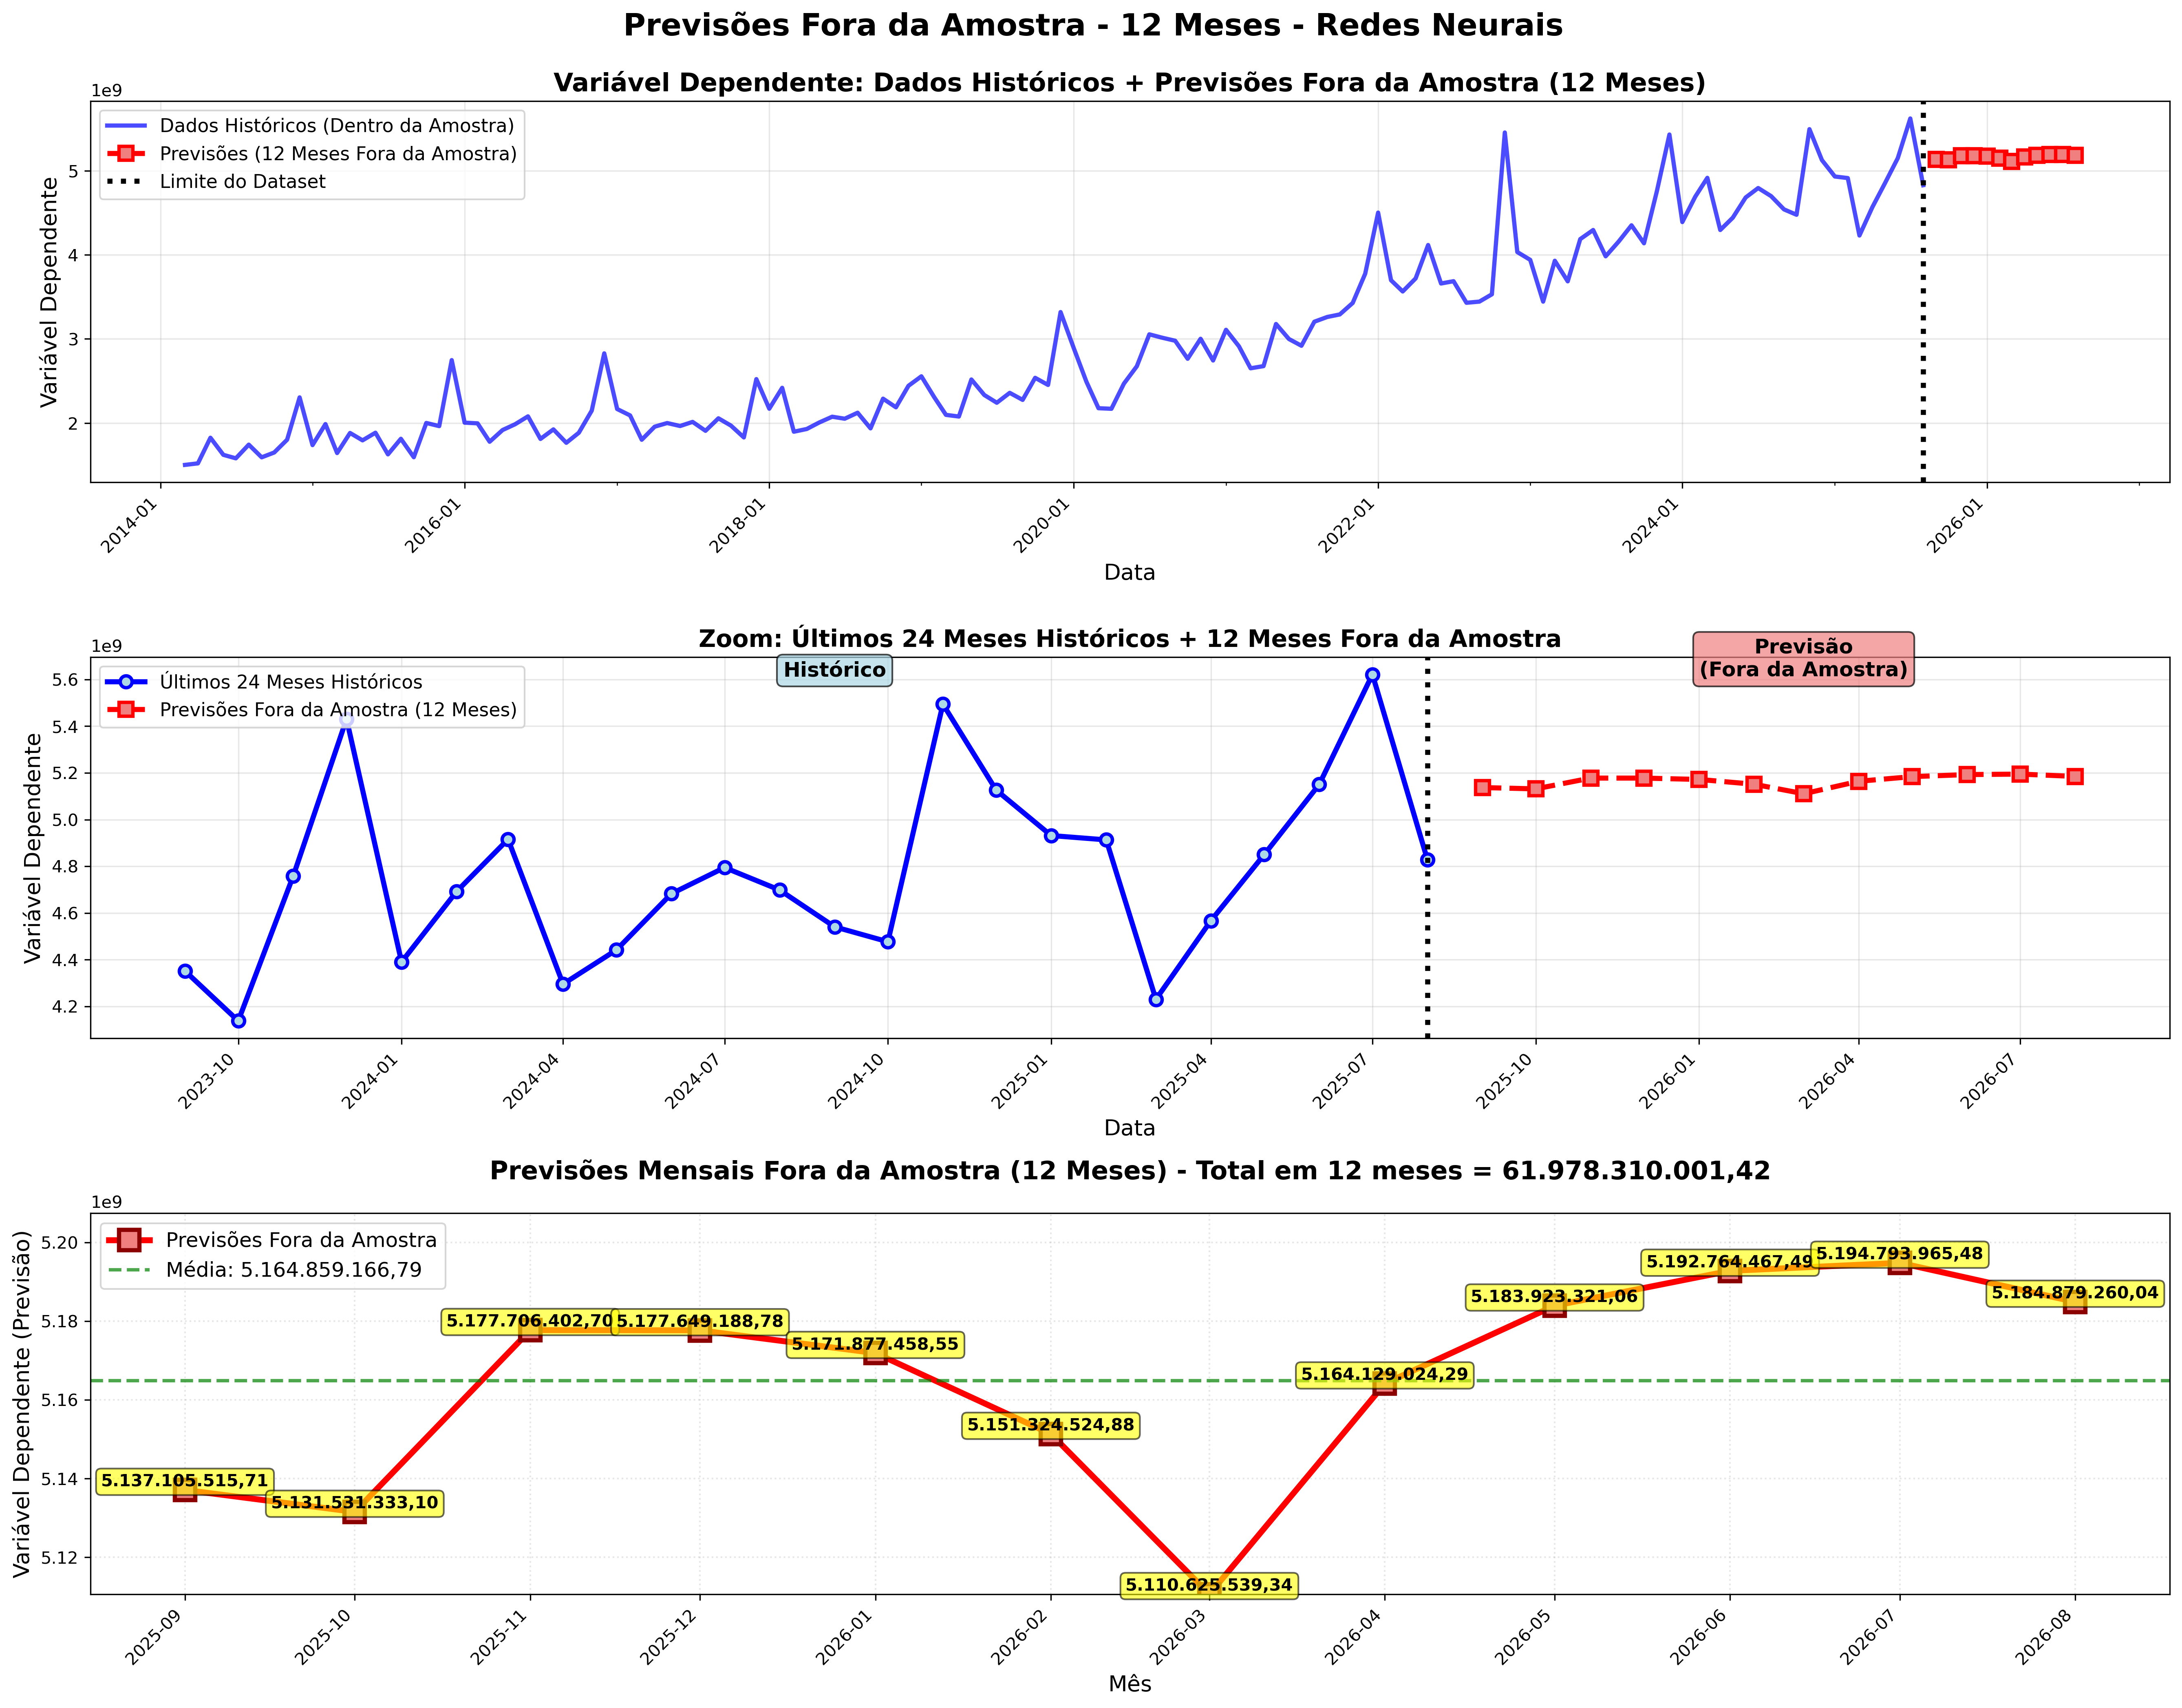 Previsões Fora da Amostra - 12 Meses - Redes Neurais
Variável Dependente: Dados Históricos + Previsões Fora da Amostra (12 Meses)
1e9
Dados Históricos (Dentro da Amostra)
Previsões (12 Meses Fora da Amostra)
Limite do Dataset
Variável Dependente
5
4
3
2
2014-01
2016-01
2018-01
2020-01
2022-01
2024-01
2026-01
Data
Zoom: Últimos 24 Meses Históricos + 12 Meses Fora da Amostra
1e9
Últimos 24 Meses Históricos
Previsões Fora da Amostra (12 Meses)
Histórico
Previsão
(Fora da Amostra)
Variável Dependente
5.6
5.4
5.2
5.0
4.8
4.6
4.4
4.2
2023-10
2024-01
2024-04
2024-07
2024-10
2025-01
2025-04
2025-07
2025-10
2026-01
2026-04
2026-07
Data
Previsões Mensais Fora da Amostra (12 Meses) - Total em 12 meses = 61.978.310.001,42
1e9
Previsões Fora da Amostra
Média: 5.164.859.166,79
Variável Dependente (Previsão)
5.20
5.18
5.16
5.14
5.12
5.137.105.515,71
5.131.531.333,10
5.177.706.402,70
5.177.649.188,78
5.171.877.458,55
5.151.324.524,88
5.110.625.539,34
5.164.129.024,29
5.183.923.321,06
5.192.764.467,49
5.194.793.965,48
5.184.879.260,04
2025-09
2025-10
2025-11
2025-12
2026-01
2026-02
2026-03
2026-04
2026-05
2026-06
2026-07
2026-08
Mês